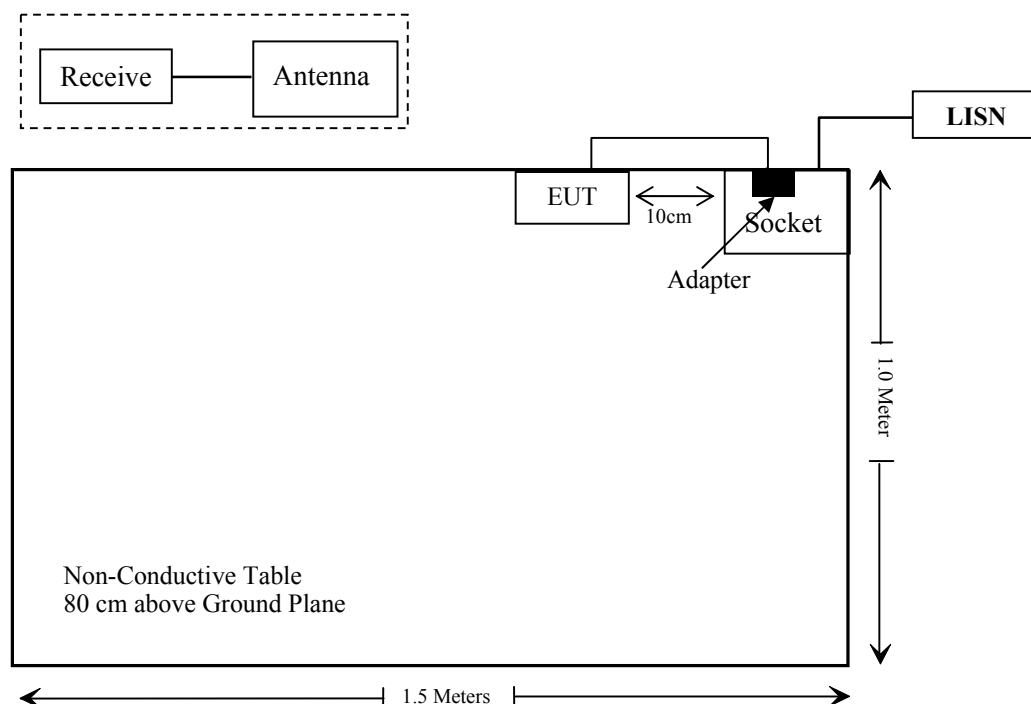 Receive
Antenna
LISN
EUT
10cm
Socket
Adapter
1.0 Meter
Non-Conductive Table
80 cm above Ground Plane
1.5 Meters